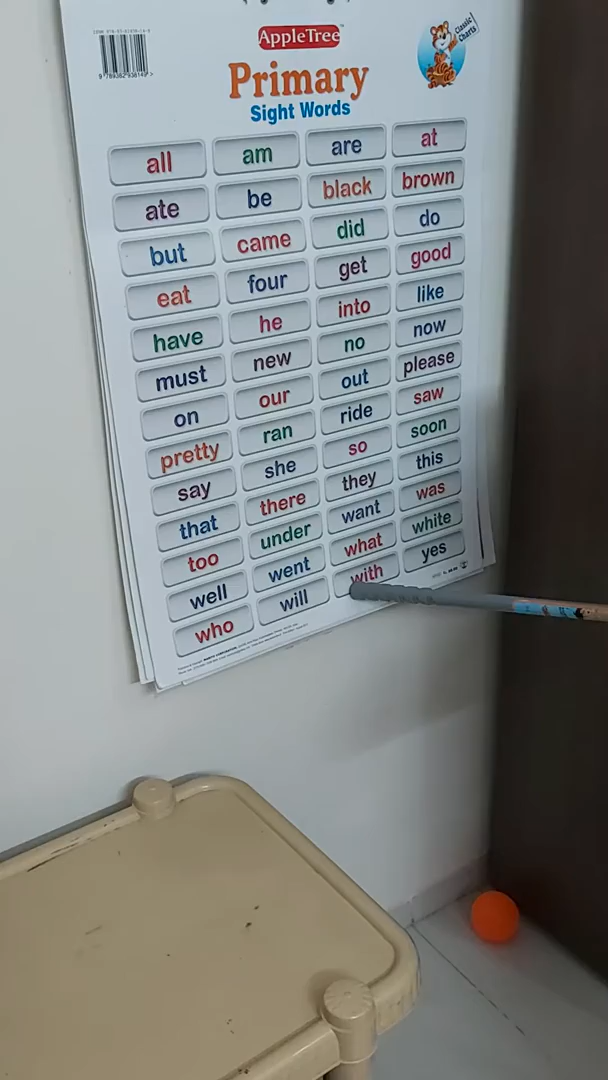 9789382938149
AppleTree
Classic Charts
Primary
Sight Words
all am are at
ate be black brown
but came did do
eat four get good
have he into like
must new no now
on our out please
pretty ran ride saw
say she so soon
that there they this
too under want was
well went what white
who will with yes